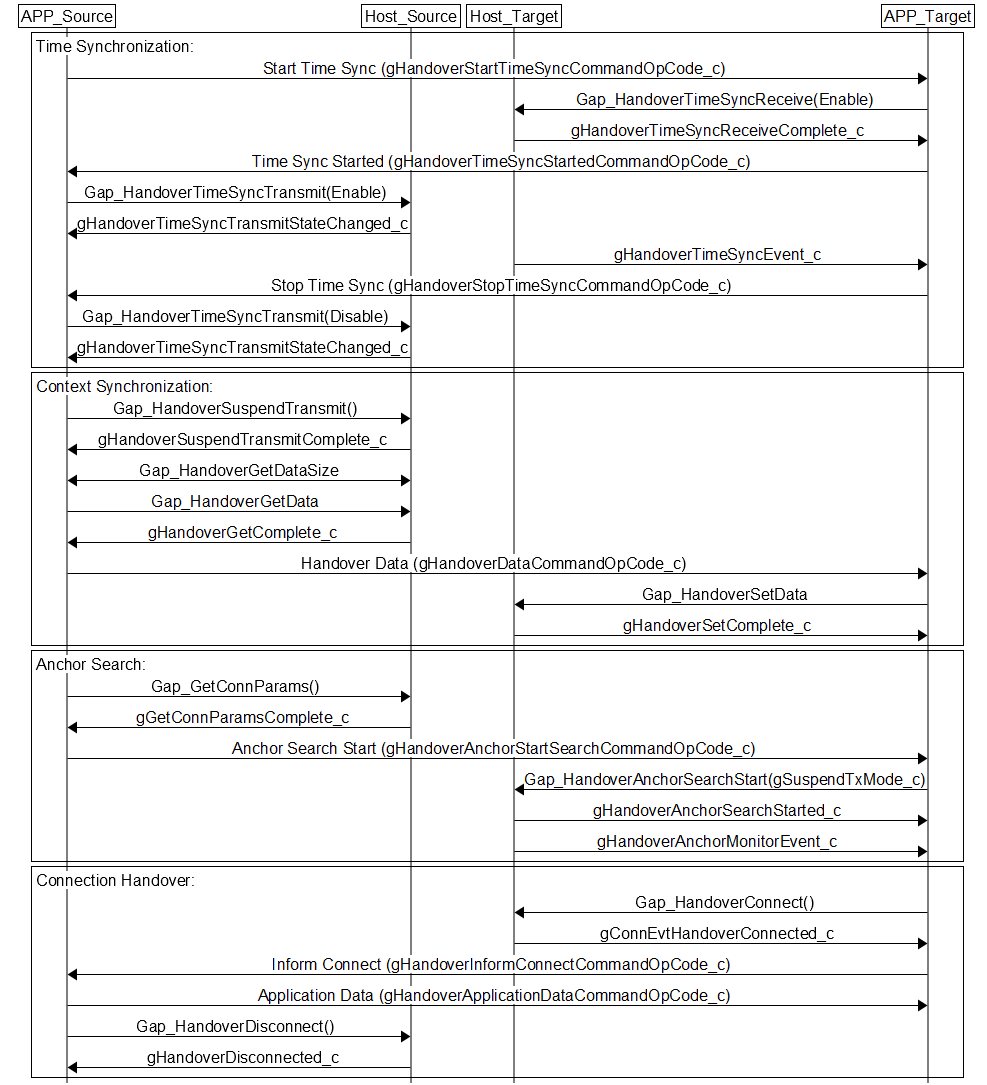 APP_Source
Host_Source
Host_Target
APP_Target
Time Synchronization:
Start Time Sync (gHandoverStartTimeSyncCommandOpCode_c)
Gap_HandoverTimeSyncReceive(Enable)
gHandoverTimeSyncReceiveComplete_c
Time Sync Started (gHandoverTimeSyncStartedCommandOpCode_c)
Gap_HandoverTimeSyncTransmit(Enable)
gHandoverTimeSyncTransmitStateChanged_c
gHandoverTimeSyncEvent_c
Stop Time Sync (gHandoverStopTimeSyncCommandOpCode_c)
Gap_HandoverTimeSyncTransmit(Disable)
gHandoverTimeSyncTransmitStateChanged_c
Context Synchronization:
Gap_HandoverSuspendTransmit()
gHandoverSuspendTransmitComplete_c
Gap_HandoverGetDataSize
Gap_HandoverGetData
gHandoverGetComplete_c
Handover Data (gHandoverDataCommandOpCode_c)
Gap_HandoverSetData
gHandoverSetComplete_c
Anchor Search:
Gap_GetConnParams()
gGetConnParamsComplete_c
Anchor Search Start (gHandoverAnchorStartSearchCommandOpCode_c)
Gap_HandoverAnchorSearchStart(gSuspendTxMode_c)
gHandoverAnchorSearchStarted_c
gHandoverAnchorMonitorEvent_c
Connection Handover:
Gap_HandoverConnect()
gConnEvtHandoverConnected_c
Inform Connect (gHandoverInformConnectCommandOpCode_c)
Application Data (gHandoverApplicationDataCommandOpCode_c)
Gap_HandoverDisconnect()
gHandoverDisconnected_c